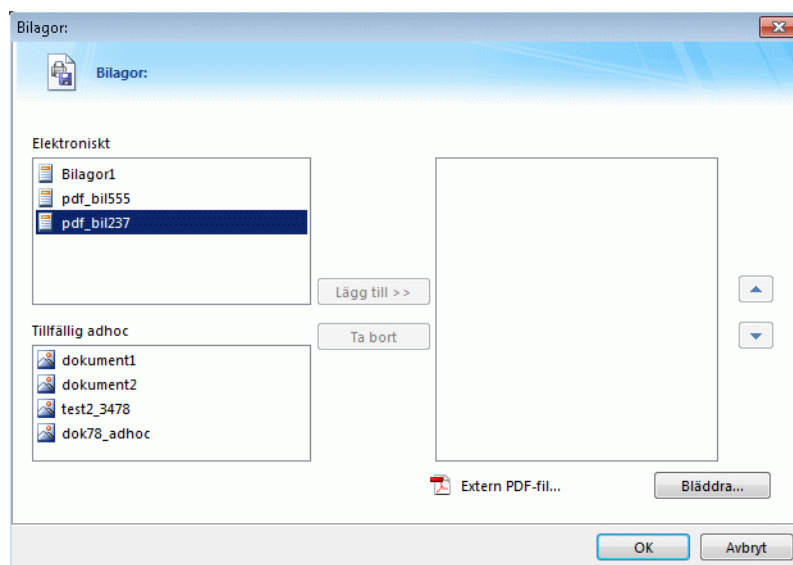 Bilagor:
Bilagor:
Elektroniskt
Bilagor1
pdf_bil555
pdf_bil237
Lägg till >>
Ta bort
Tillfällig adhoc
dokument1
dokument2
test2_3478
dok78_adhoc
Extern PDF-fil...
Bläddra...
OK
Avbryt